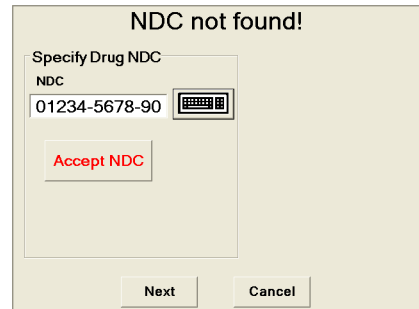 NDC not found!
Specify Drug NDC
NDC
01234-5678-90
Accept NDC
Next Cancel